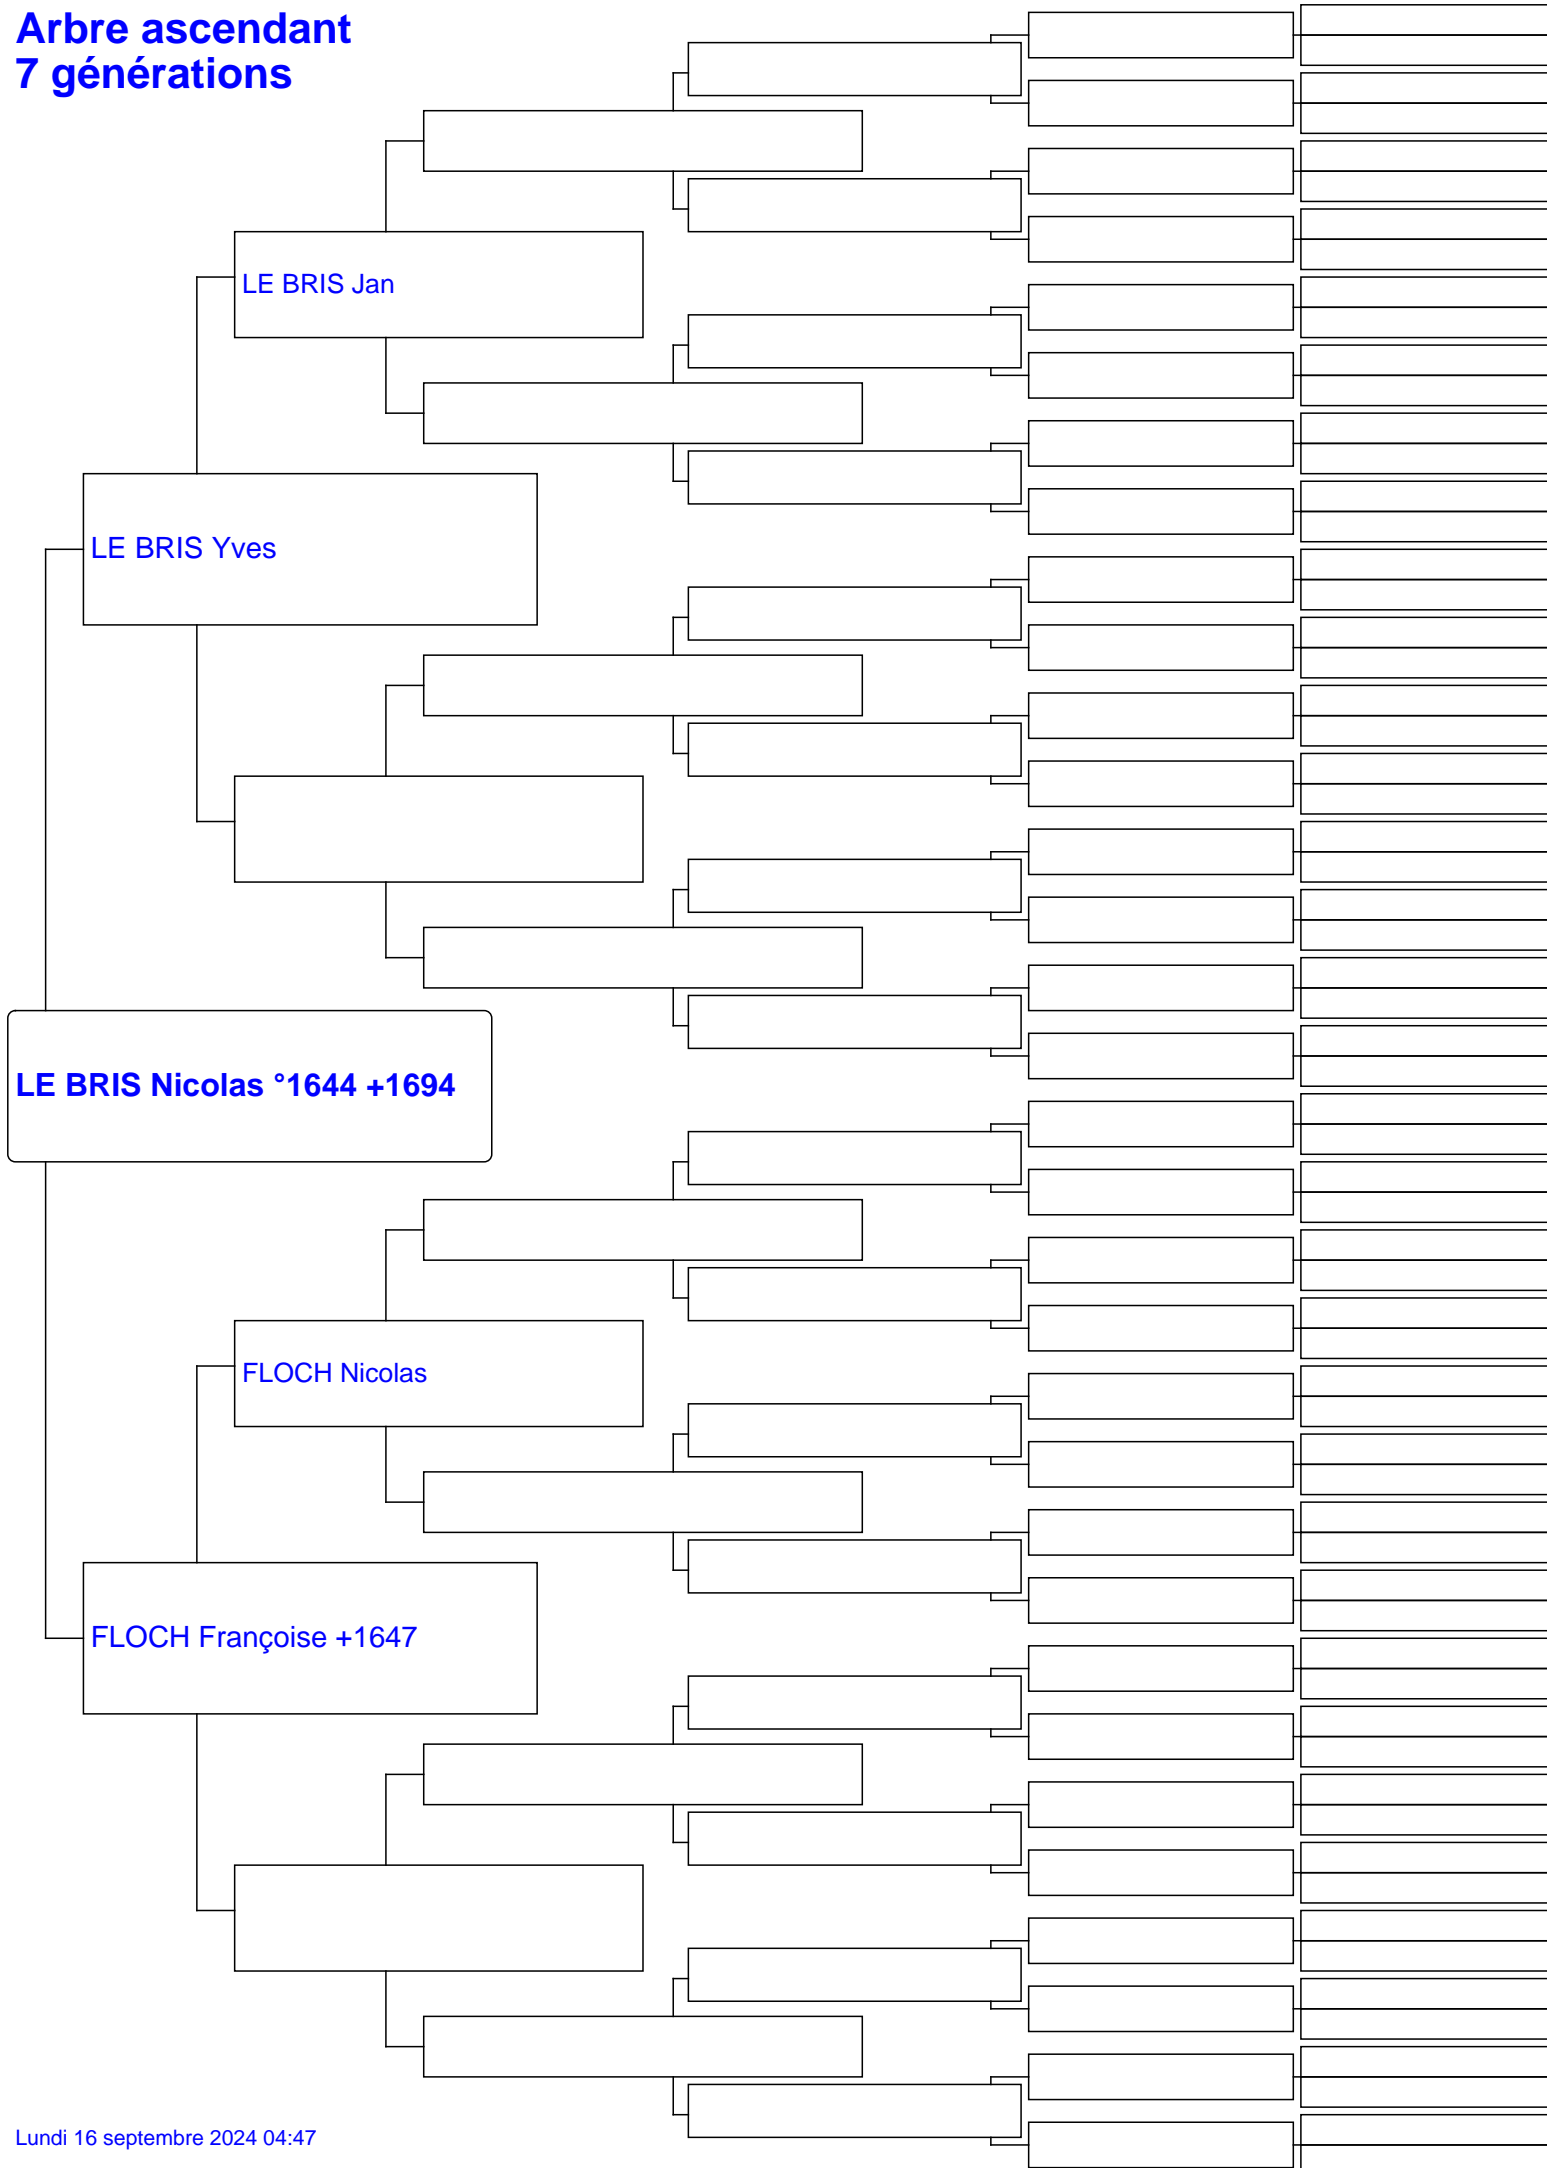 Arbre ascendant
7 générations
LE BRIS Jan
LE BRIS Yves
LE BRIS Nicolas °1644 +1694
FLOCH Nicolas
FLOCH Françoise +1647
Lundi 16 septembre 2024 04:47